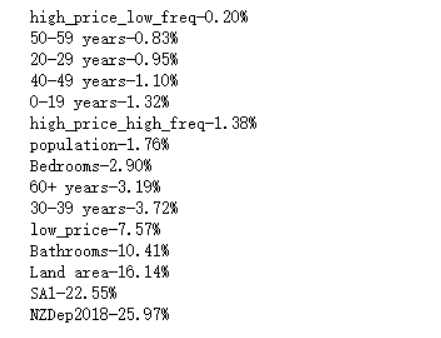 high_price_low_freq-0.20%
50-59 years-0.83%
20-29 years-0.95%
40-49 years-1.10%
0-19 years-1.32%
high_price_high_freq-1.38%
population-1.76%
Bedrooms-2.90%
60+ years-3.19%
30-39 years-3.72%
low_price-7.57%
Bathrooms-10.41%
Land area-16.14%
SA1-22.55%
NZDep2018-25.97%